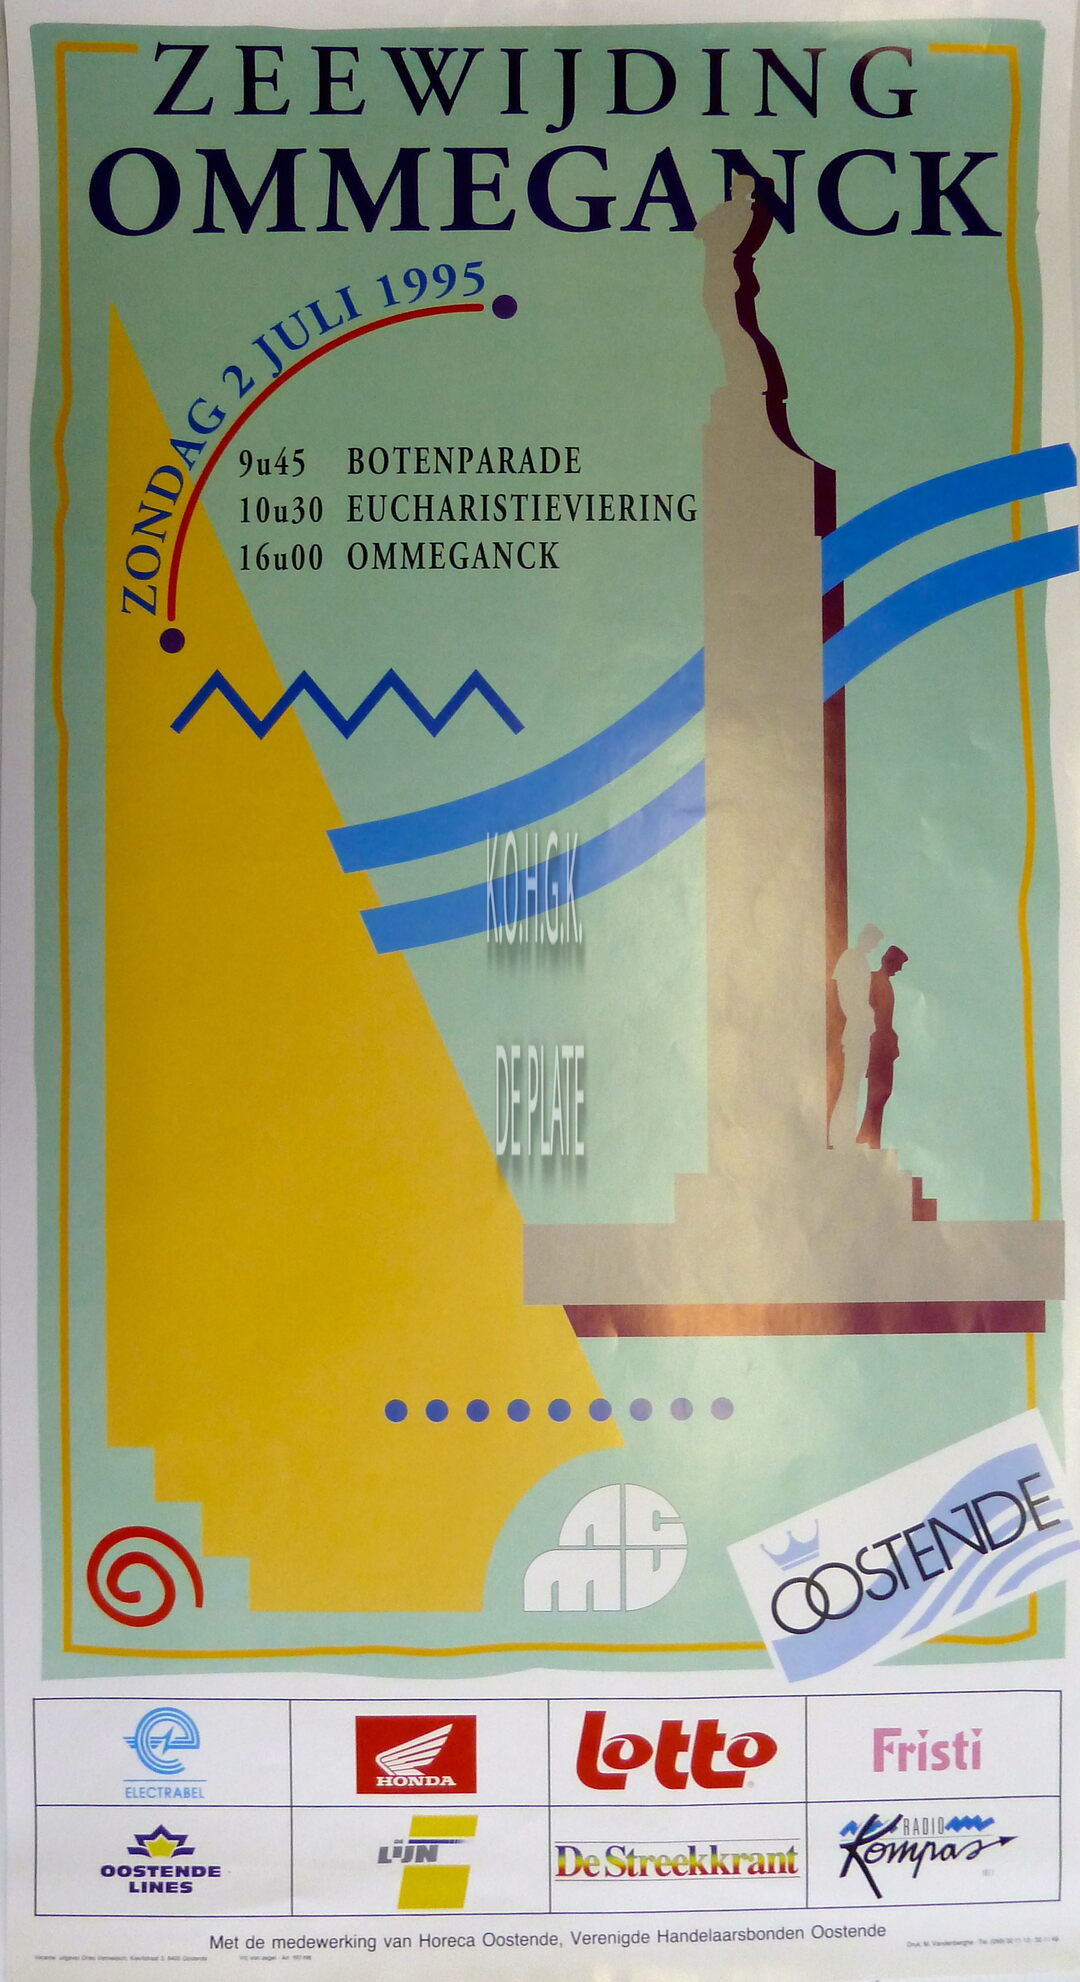 ZEEWIJDING
OMMEGANCK
ZONDAG 2 JULI 1995
9u45 BOTENPARADE
10u30 EUCHARISTIEVIERING
16u00 OMMEGANCK
K.O.H.G.K.
DE PLATE
OOSTENDE
ELECTRABEL
HONDA
Lotto
Fristi
OOSTENDE
LINES
LIJN
De Streekkrant
RADIO
Kompas
Met de medewerking van Horeca Oostende, Verenigde Handelaarsbonden Oostende